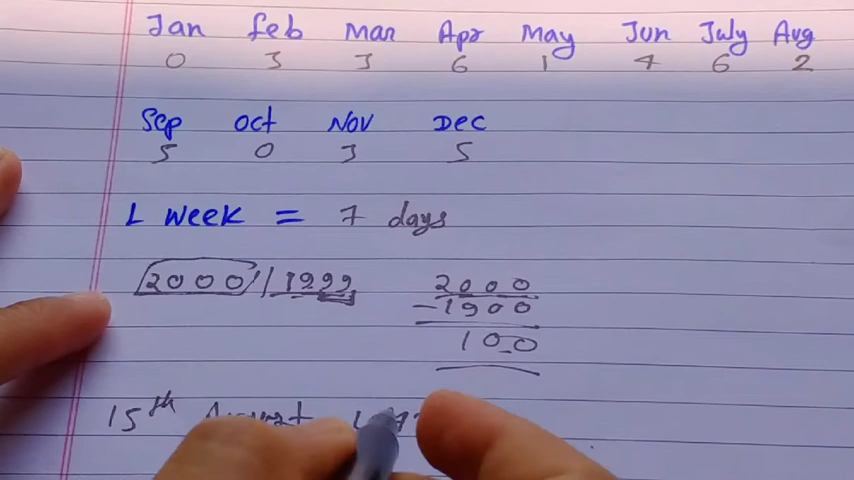 Jan Feb Mar Apr May Jun July Aug
0 3 3 6 1 4 6 2
Sep Oct Nov Dec
5 0 3 5
1 week = 7 days
2000 // 1999 2000
-1900
100
15th August